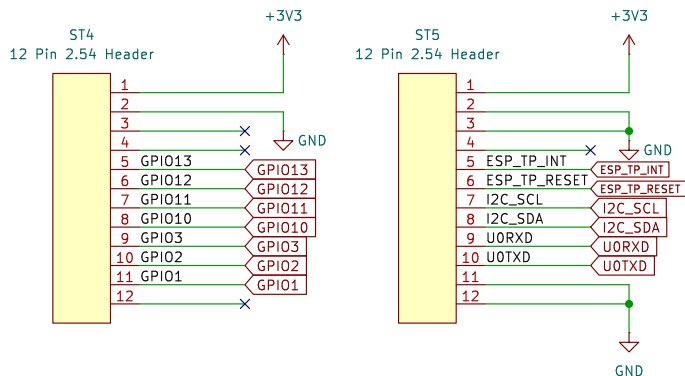 +3V3
ST4
12 Pin 2.54 Header
1
2
3
4
5 GPIO13 GPIO13
6 GPIO12 GPIO12
7 GPIO11 GPIO11
8 GPIO10 GPIO10
9 GPIO3 GPIO3
10 GPIO2 GPIO2
11 GPIO1 GPIO1
12
GND
+3V3
ST5
12 Pin 2.54 Header
1
2
3
4
5 ESP_TP_INT ESP_TP_INT
6 ESP_TP_RESET ESP_TP_RESET
7 I2C_SCL I2C_SCL
8 I2C_SDA I2C_SDA
9 U0RXD U0RXD
10 U0TXD U0TXD
11
12
GND
GND